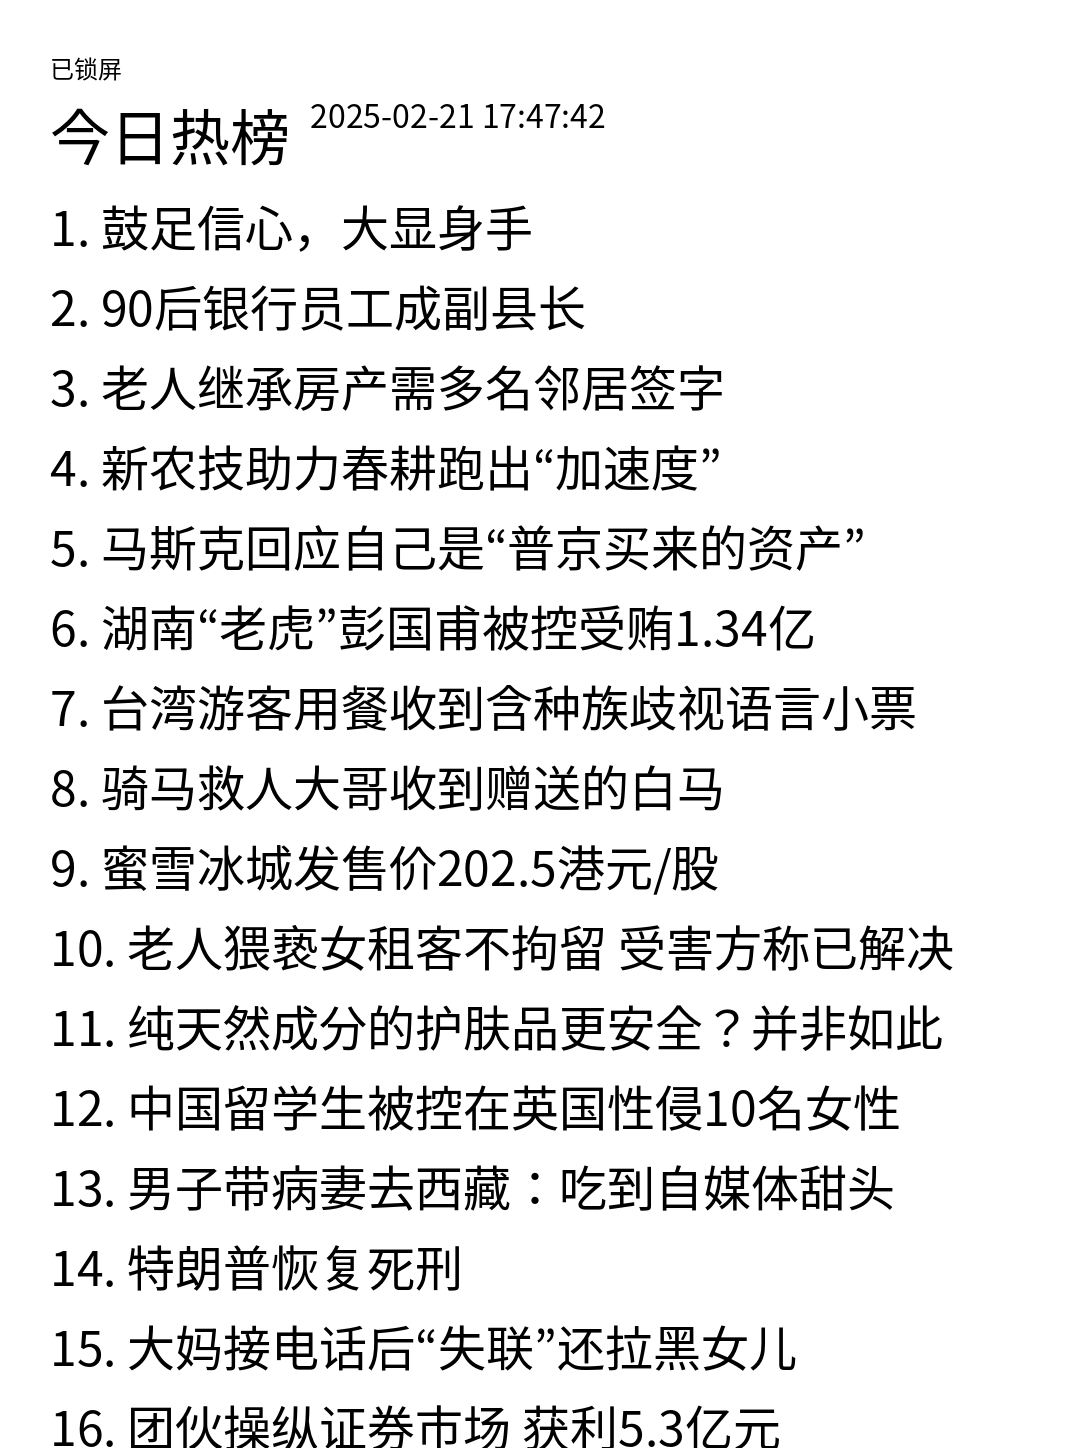 已锁屏
今日热榜 2025-02-21 17:47:42
1. 鼓足信心，大显身手
2. 90后银行员工成副县长
3. 老人继承房产需多名邻居签字
4. 新农技助力春耕跑出“加速度”
5. 马斯克回应自己是“普京买来的资产”
6. 湖南“老虎”彭国甫被控受贿1.34亿
7. 台湾游客用餐收到含种族歧视语言小票
8. 骑马救人大哥收到赠送的白马
9. 蜜雪冰城发售价202.5港元/股
10. 老人猥亵女租客不拘留 受害方称已解决
11. 纯天然成分的护肤品更安全？并非如此
12. 中国留学生被控在英国性侵10名女性
13. 男子带病妻去西藏：吃到自媒体甜头
14. 特朗普恢复死刑
15. 大妈接电话后“失联”还拉黑女儿
16. 团伙操纵证券市场 获利5.3亿元